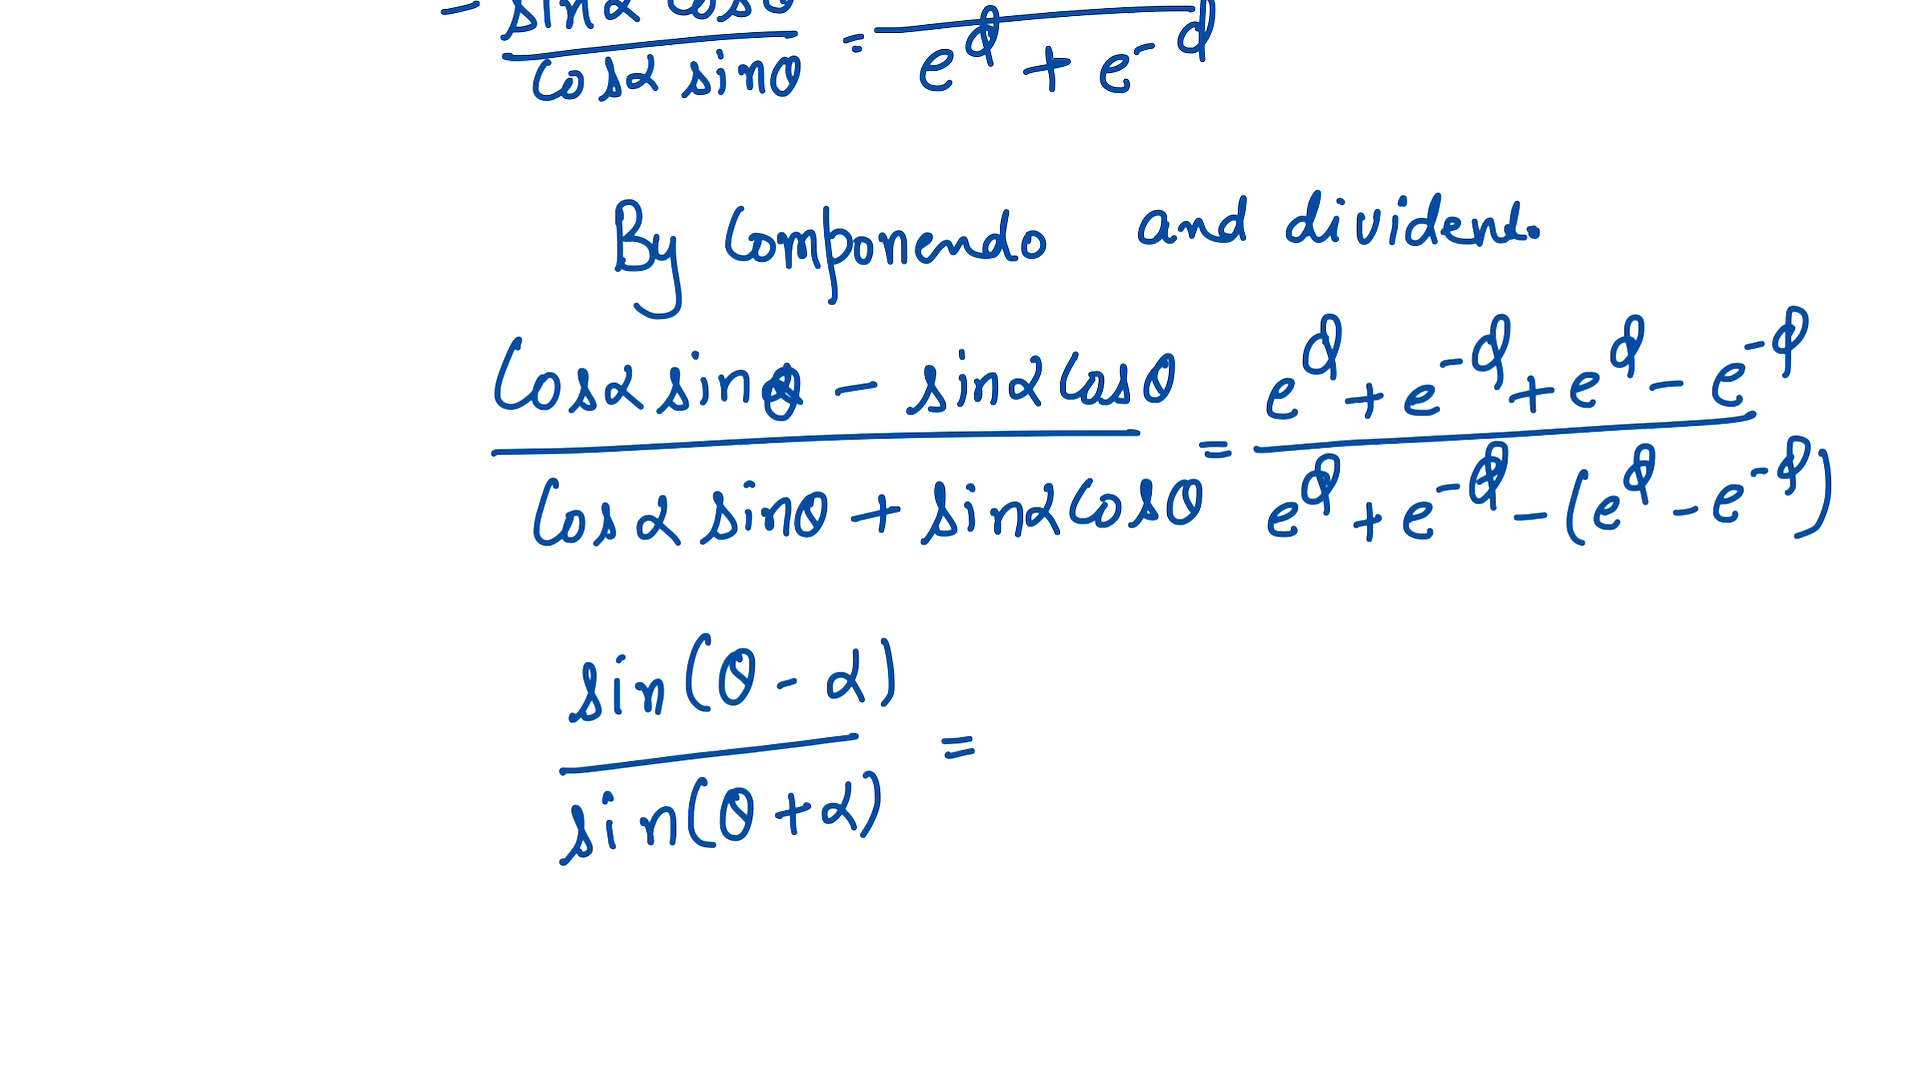 - sinα cosθ / cosα sinθ = / e^φ + e^-φ
By Componendo and dividend.
Cosα sinθ - sinα Cosθ / Cosα sinθ + sinα Cosθ = e^φ + e^-φ + e^φ - e^-φ / e^φ + e^-φ - (e^φ - e^-φ)
sin(θ - α) / sin(θ + α) =